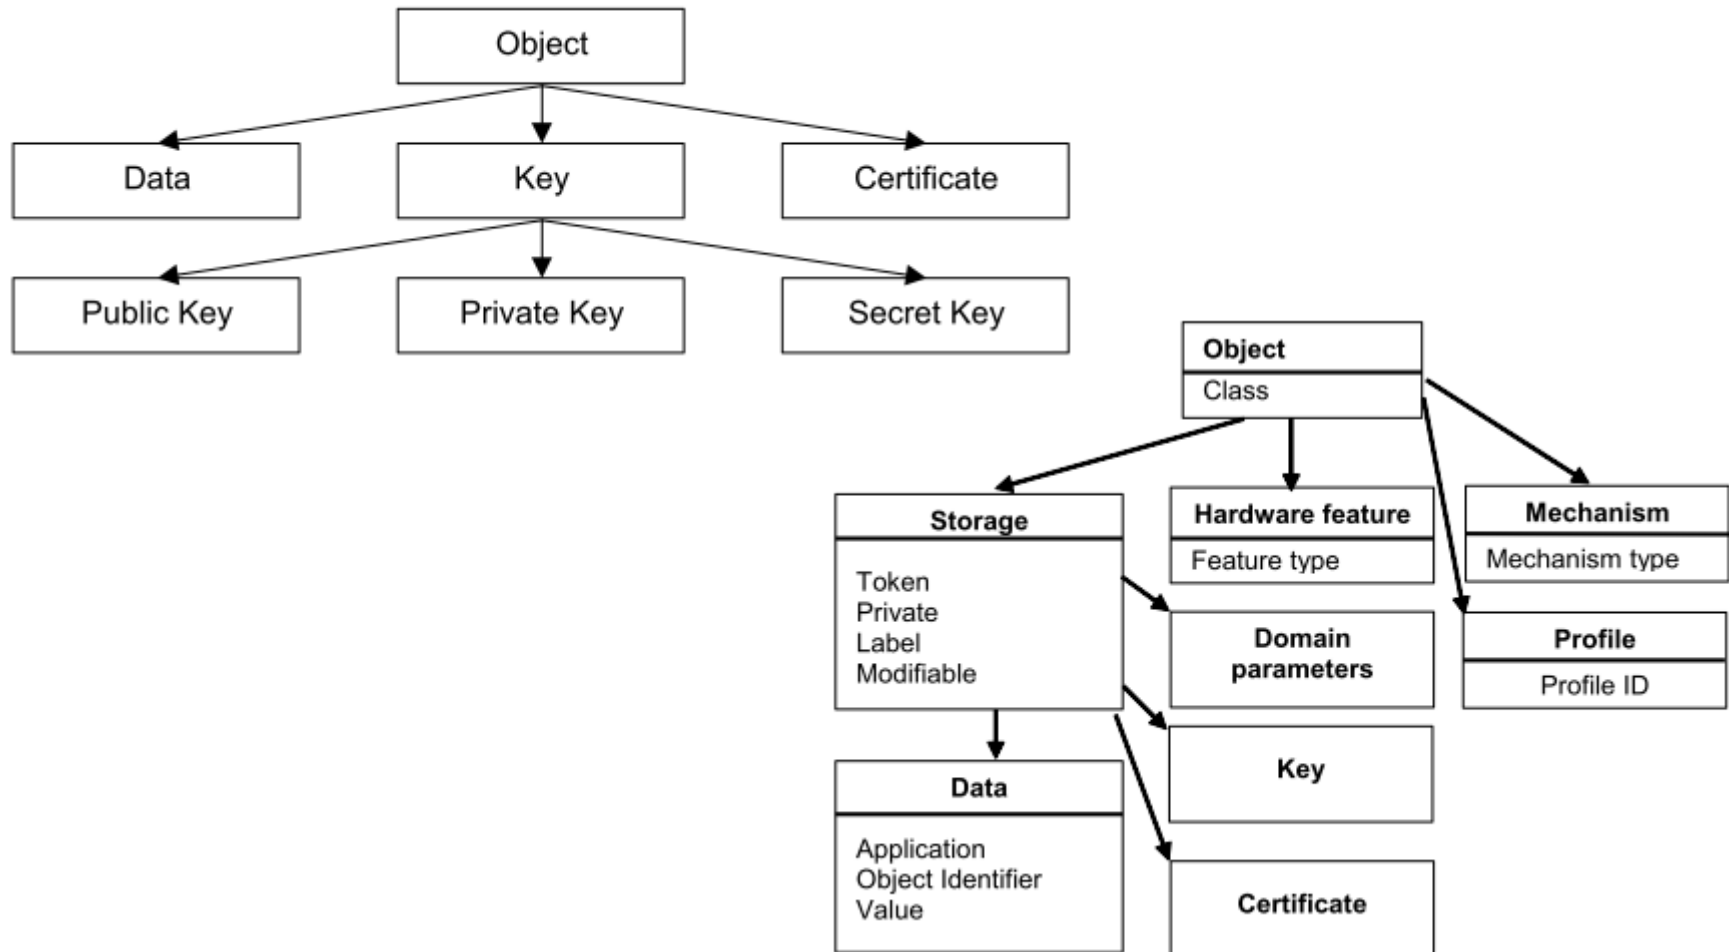 Object
Data
Key
Certificate
Public Key
Private Key
Secret Key
Object
Class
Storage
Token
Private
Label
Modifiable
Hardware feature
Feature type
Mechanism
Mechanism type
Domain
parameters
Profile
Profile ID
Key
Data
Application
Object Identifier
Value
Certificate